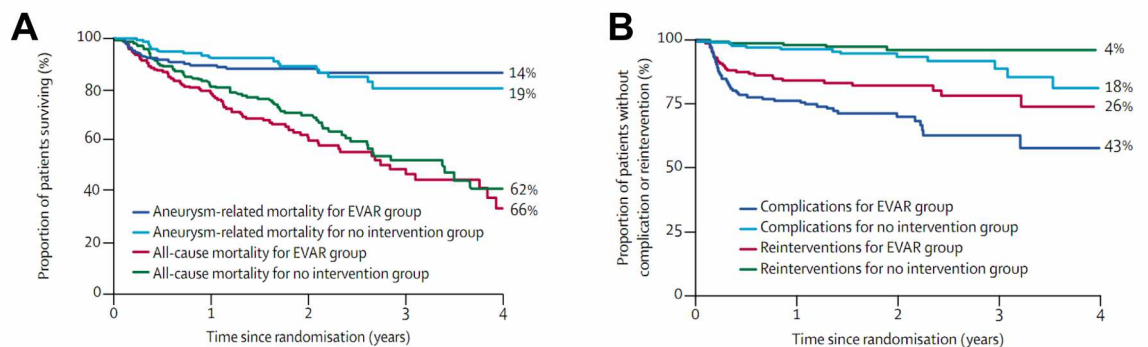 A
Proportion of patients surviving (%)
100
80
60
40
20
0
14%
19%
62%
66%
Aneurysm-related mortality for EVAR group
Aneurysm-related mortality for no intervention group
All-cause mortality for EVAR group
All-cause mortality for no intervention group
0 1 2 3 4
Time since randomisation (years)
B
Proportion of patients without
complication or reintervention (%)
100
75
50
25
0
4%
18%
26%
43%
Complications for EVAR group
Complications for no intervention group
Reinterventions for EVAR group
Reinterventions for no intervention group
0 1 2 3 4
Time since randomisation (years)